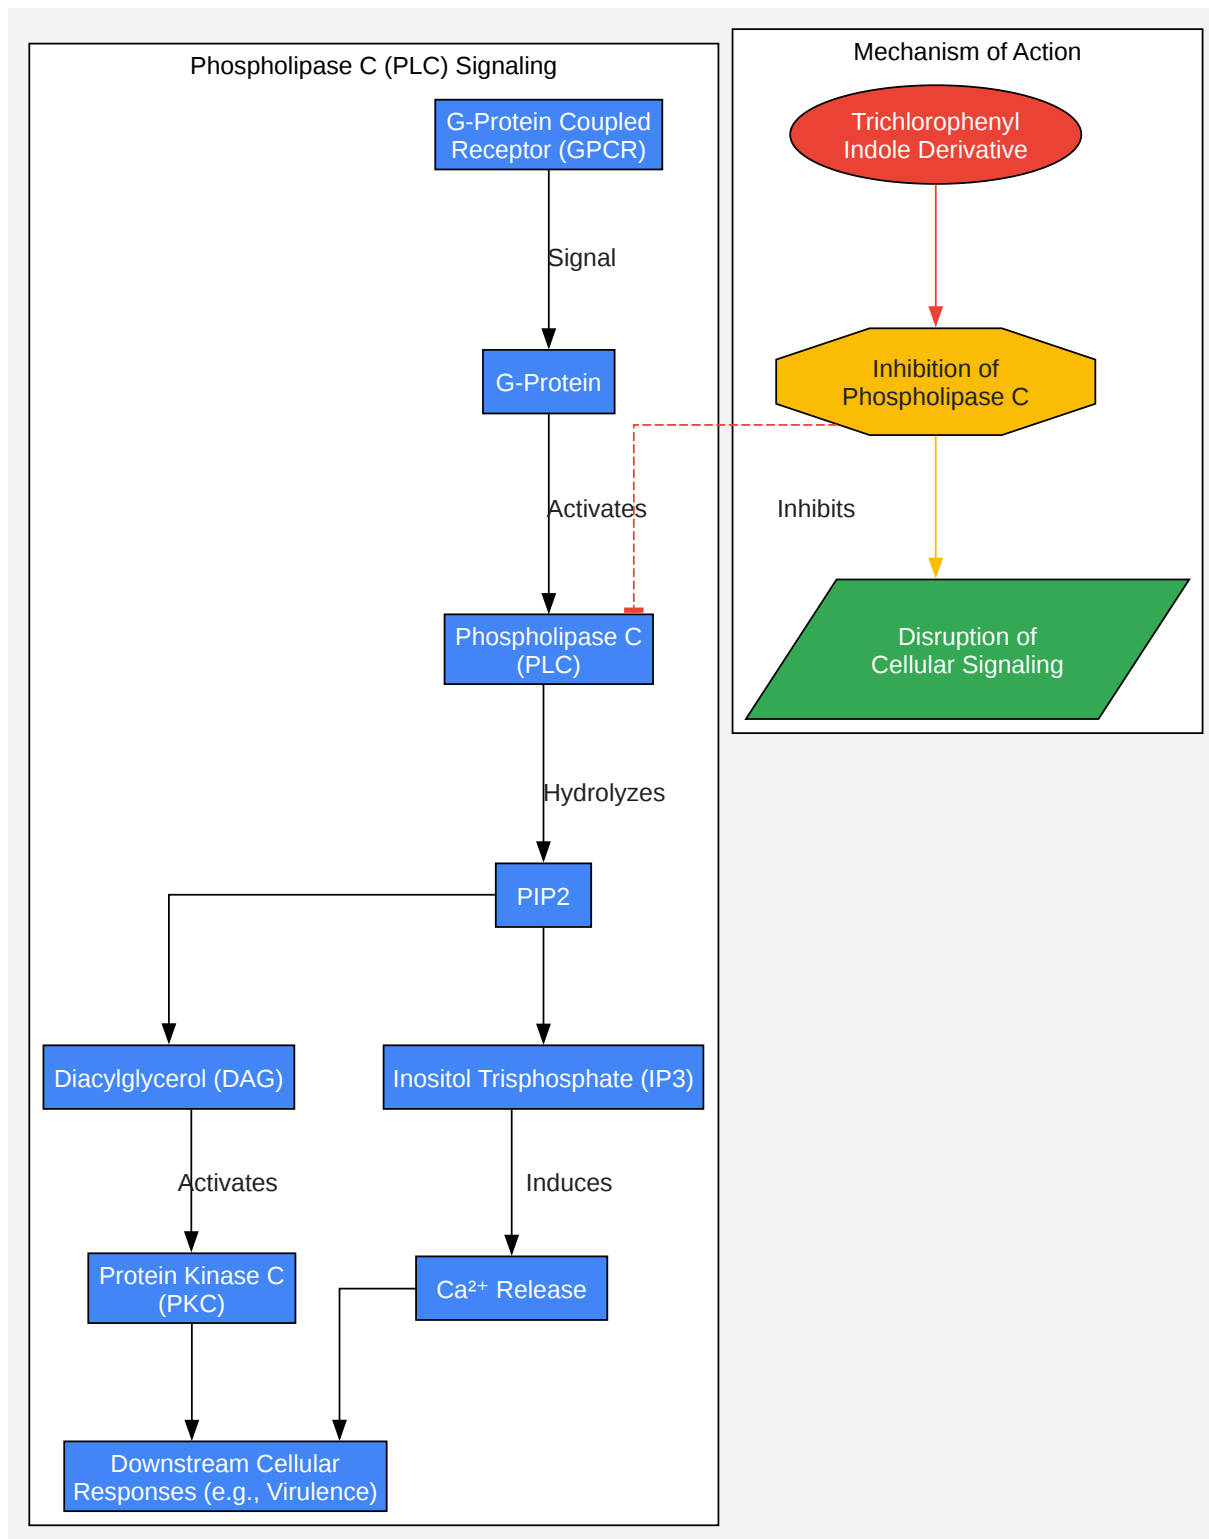 Phospholipase C (PLC) Signaling
G-Protein Coupled
Receptor (GPCR)
Signal
G-Protein
Activates
Phospholipase C
(PLC)
Hydrolyzes
PIP2
Diacylglycerol (DAG)
Inositol Trisphosphate (IP3)
Activates
Induces
Protein Kinase C
(PKC)
Ca²⁺ Release
Downstream Cellular
Responses (e.g., Virulence)
Mechanism of Action
Trichlorophenyl
Indole Derivative
Inhibition of
Phospholipase C
Inhibits
Disruption of
Cellular Signaling